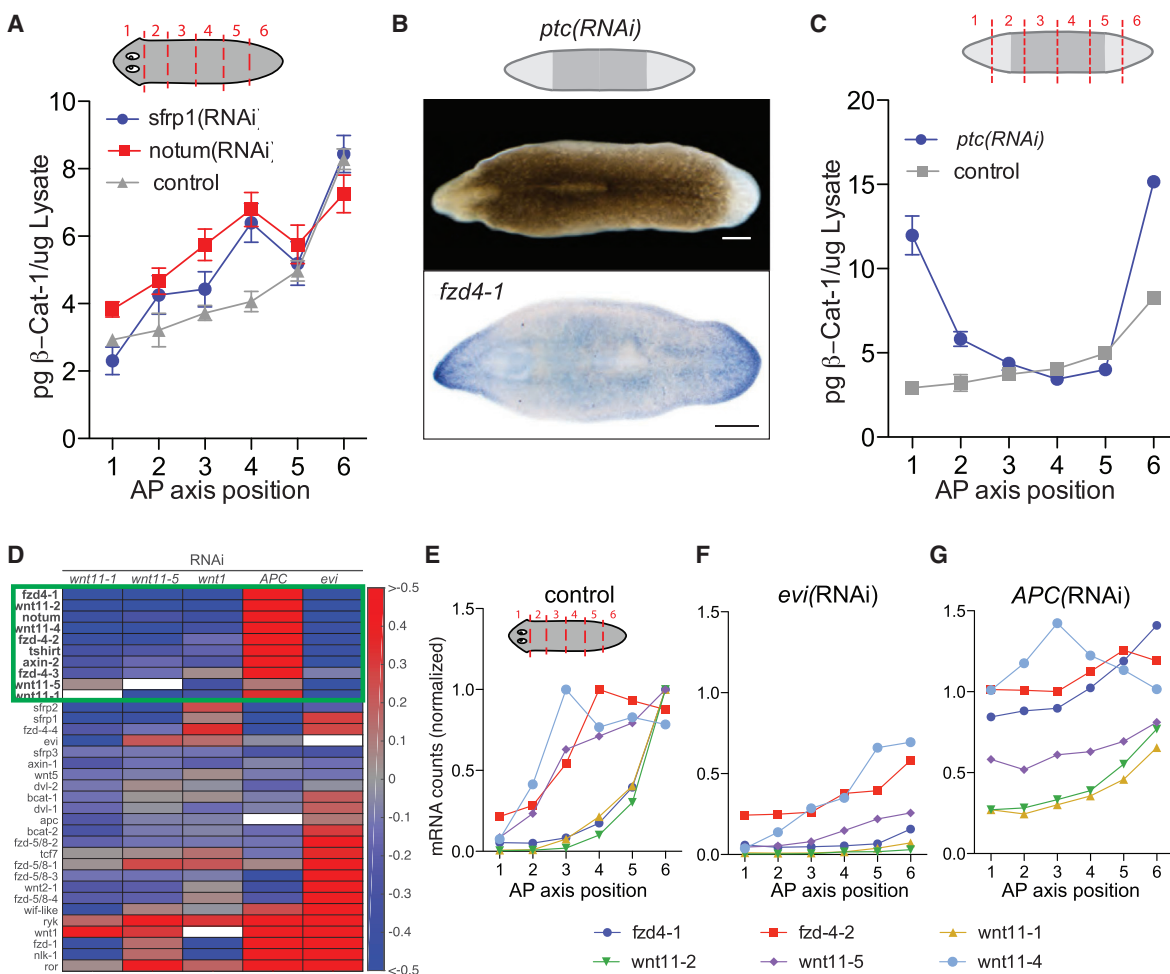 A
1 2 3 4 5 6
sfrp1(RNAi)
notum(RNAi)
control
pg β-Cat-1/ug Lysate
10
8
6
4
2
0
1 2 3 4 5 6
AP axis position
B
ptc(RNAi)
fzd4-1
C
1 2 3 4 5 6
ptc(RNAi)
control
pg β-Cat-1/ug Lysate
20
15
10
5
0
1 2 3 4 5 6
AP axis position
D
RNAi
wnt11-1 wnt11-5 wnt1 APC evi
fzd4-1
wnt11-2
notum
wnt11-4
fzd-4-2
tshirt
axin-2
fzd-4-3
wnt11-5
wnt11-1
sfrp2
sfrp1
fzd-4-4
evi
sfrp3
axin-1
wnt5
dvl-2
bcat-1
dvl-1
apc
bcat-2
fzd-5/8-2
tcf7
fzd-5/8-1
fzd-5/8-3
wnt2-1
fzd-5/8-4
wif-like
ryk
wnt1
fzd-1
nlk-1
ror
>-0.5
0.4
0.3
0.2
0.1
0
-0.1
-0.2
-0.3
-0.4
<-0.5
E
control
1 2 3 4 5 6
mRNA counts (normalized)
1.5
1.0
0.5
0.0
1 2 3 4 5 6
AP axis position
F
evi(RNAi)
1.5
1.0
0.5
0.0
1 2 3 4 5 6
AP axis position
G
APC(RNAi)
1.5
1.0
0.5
0.0
1 2 3 4 5 6
AP axis position
fzd4-1
fzd-4-2
wnt11-1
wnt11-2
wnt11-5
wnt11-4